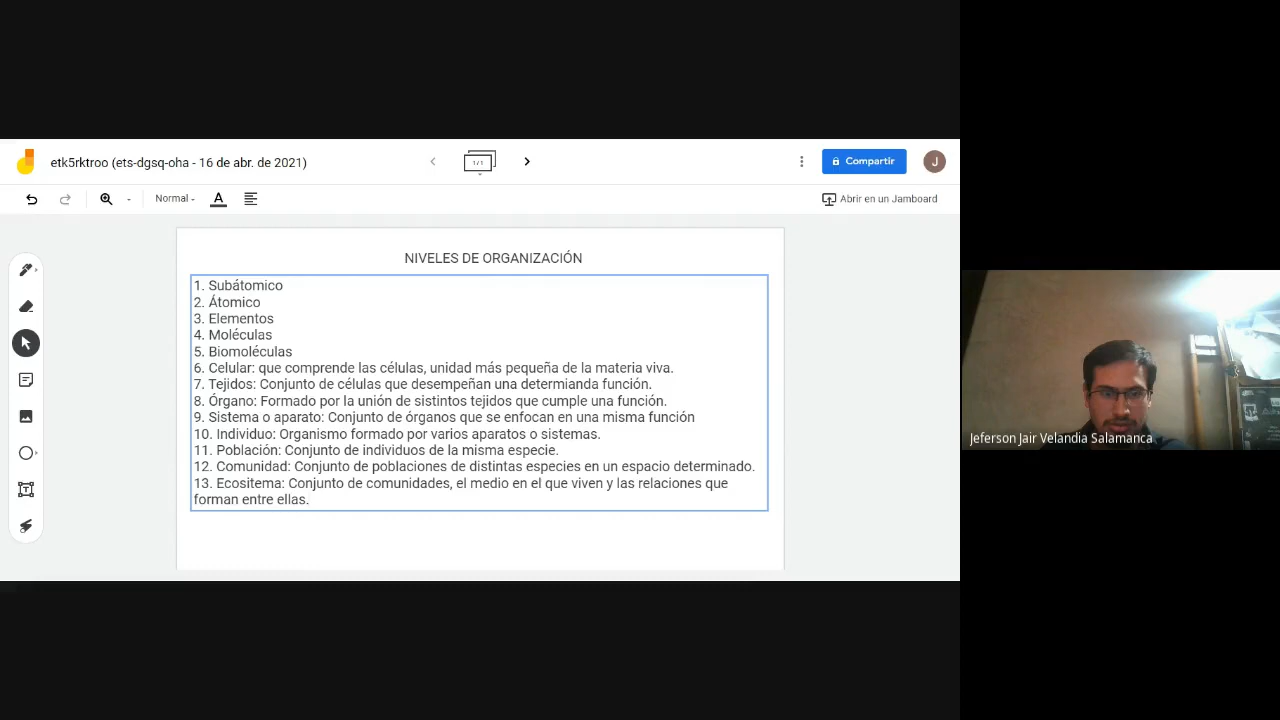 etk5rktroo (ets-dgsq-oha - 16 de abr. de 2021)
1 / 1
Compartir
J
Normal
A
Abrir en un Jamboard
NIVELES DE ORGANIZACIÓN
1. Subátomico
2. Átomico
3. Elementos
4. Moléculas
5. Biomoléculas
6. Celular: que comprende las células, unidad más pequeña de la materia viva.
7. Tejidos: Conjunto de células que desempeñan una determianda función.
8. Órgano: Formado por la unión de sistintos tejidos que cumple una función.
9. Sistema o aparato: Conjunto de órganos que se enfocan en una misma función
10. Individuo: Organismo formado por varios aparatos o sistemas.
11. Población: Conjunto de individuos de la misma especie.
12. Comunidad: Conjunto de poblaciones de distintas especies en un espacio determinado.
13. Ecositema: Conjunto de comunidades, el medio en el que viven y las relaciones que
forman entre ellas.
Jeferson Jair Velandia Salamanca